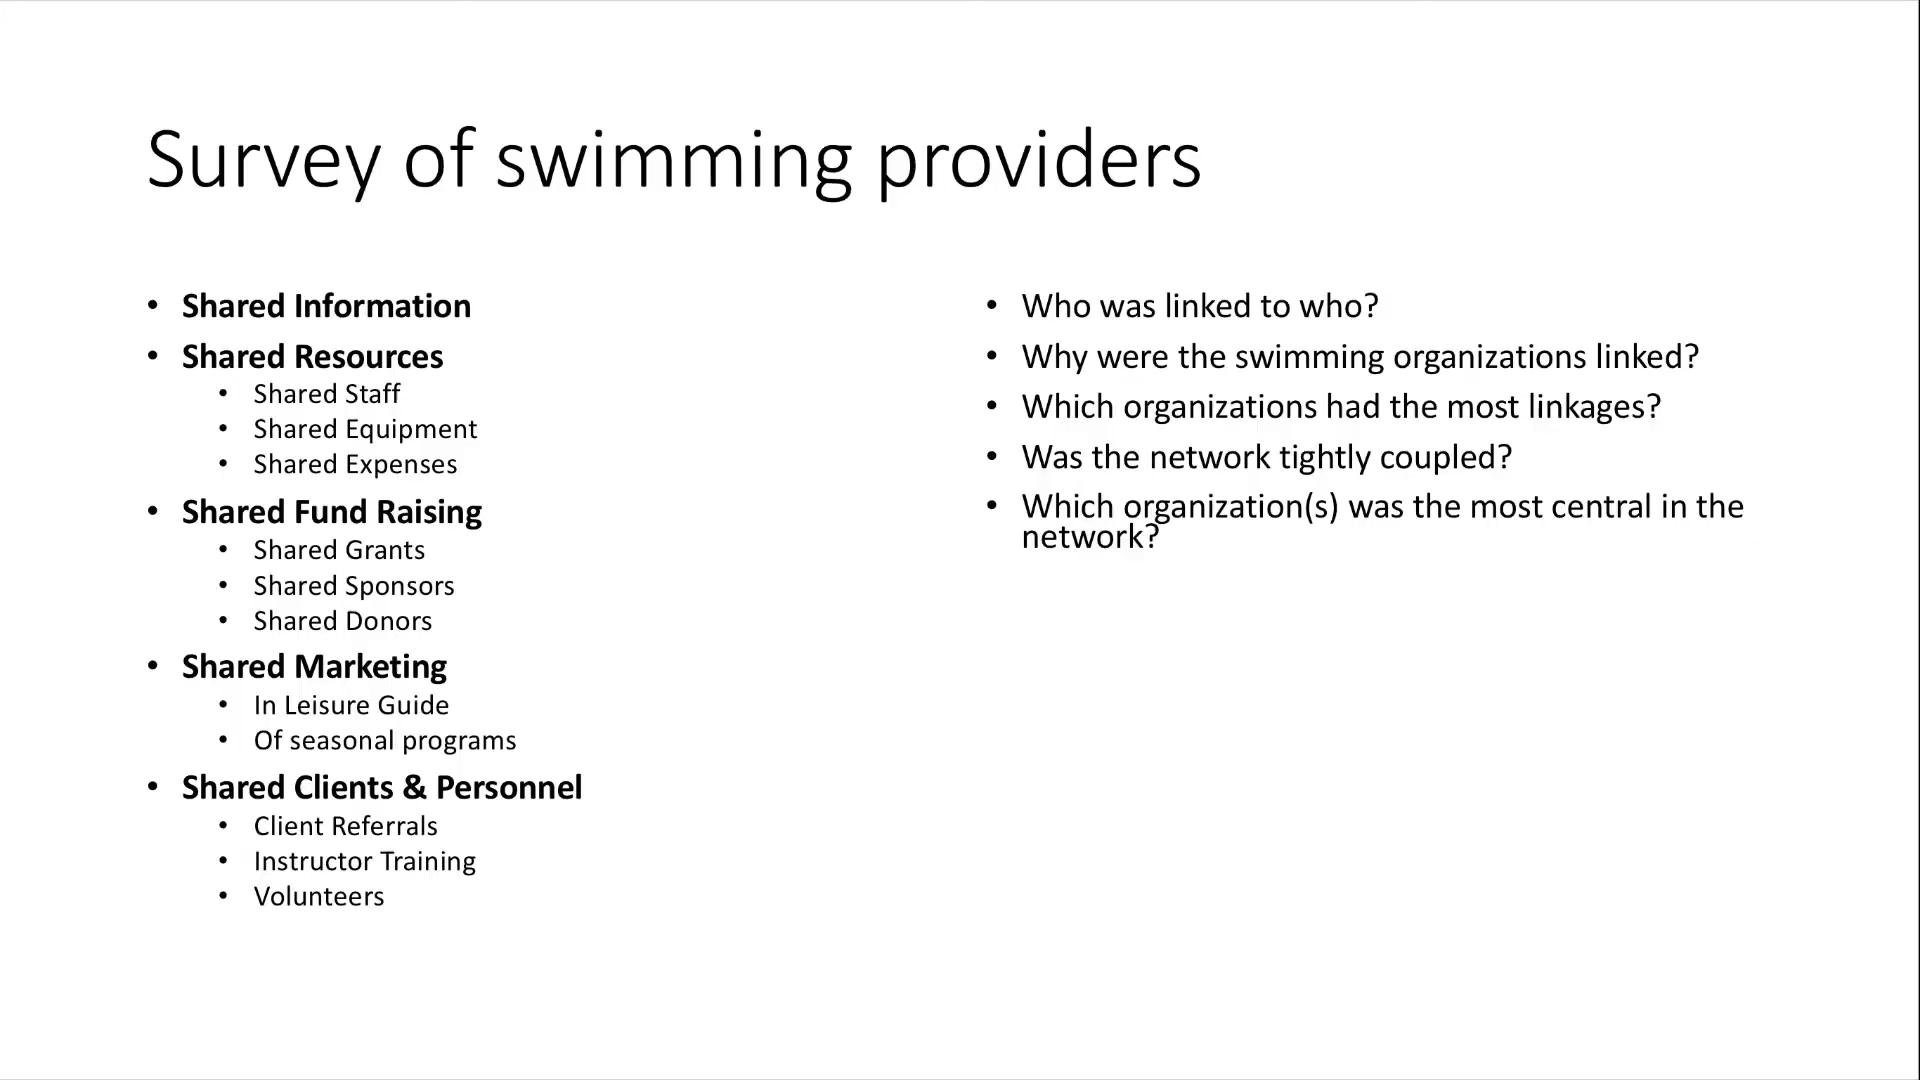 Survey of swimming providers
• Shared Information
• Shared Resources
• Shared Staff
• Shared Equipment
• Shared Expenses
• Shared Fund Raising
• Shared Grants
• Shared Sponsors
• Shared Donors
• Shared Marketing
• In Leisure Guide
• Of seasonal programs
• Shared Clients & Personnel
• Client Referrals
• Instructor Training
• Volunteers
• Who was linked to who?
• Why were the swimming organizations linked?
• Which organizations had the most linkages?
• Was the network tightly coupled?
• Which organization(s) was the most central in the
network?